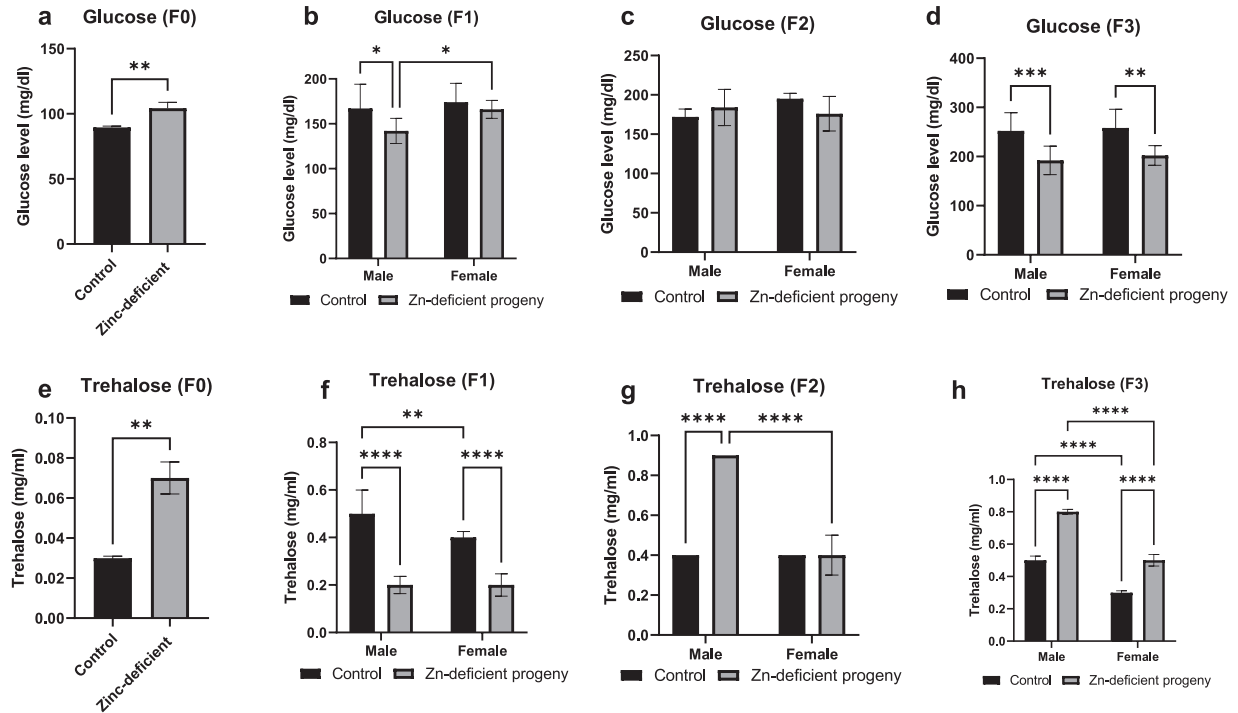 a
Glucose (F0)
Glucose level (mg/dl)
150
100
50
0
**
Control
Zinc-deficient
b
Glucose (F1)
Glucose level (mg/dl)
200
150
100
50
0
*
*
Male
Female
Control
Zn-deficient progeny
c
Glucose (F2)
Glucose level (mg/dl)
250
200
150
100
50
0
Male
Female
Control
Zn-deficient progeny
d
Glucose (F3)
Glucose level (mg/dl)
400
300
200
100
0
***
**
Male
Female
Control
Zn-deficient progeny
e
Trehalose (F0)
Trehalose (mg/ml)
0.10
0.08
0.06
0.04
0.02
0.00
**
Control
Zinc-deficient
f
Trehalose (F1)
Trehalose (mg/ml)
0.8
0.6
0.4
0.2
0.0
**
****
****
Male
Female
Control
Zn-deficient progeny
g
Trehalose (F2)
Trehalose (mg/ml)
1.0
0.8
0.6
0.4
0.2
0.0
****
****
Male
Female
Control
Zn-deficient progeny
h
Trehalose (F3)
Trehalose (mg/ml)
1.0
0.8
0.6
0.4
0.2
0.0
****
****
****
****
Male
Female
Control
Zn-deficient progeny